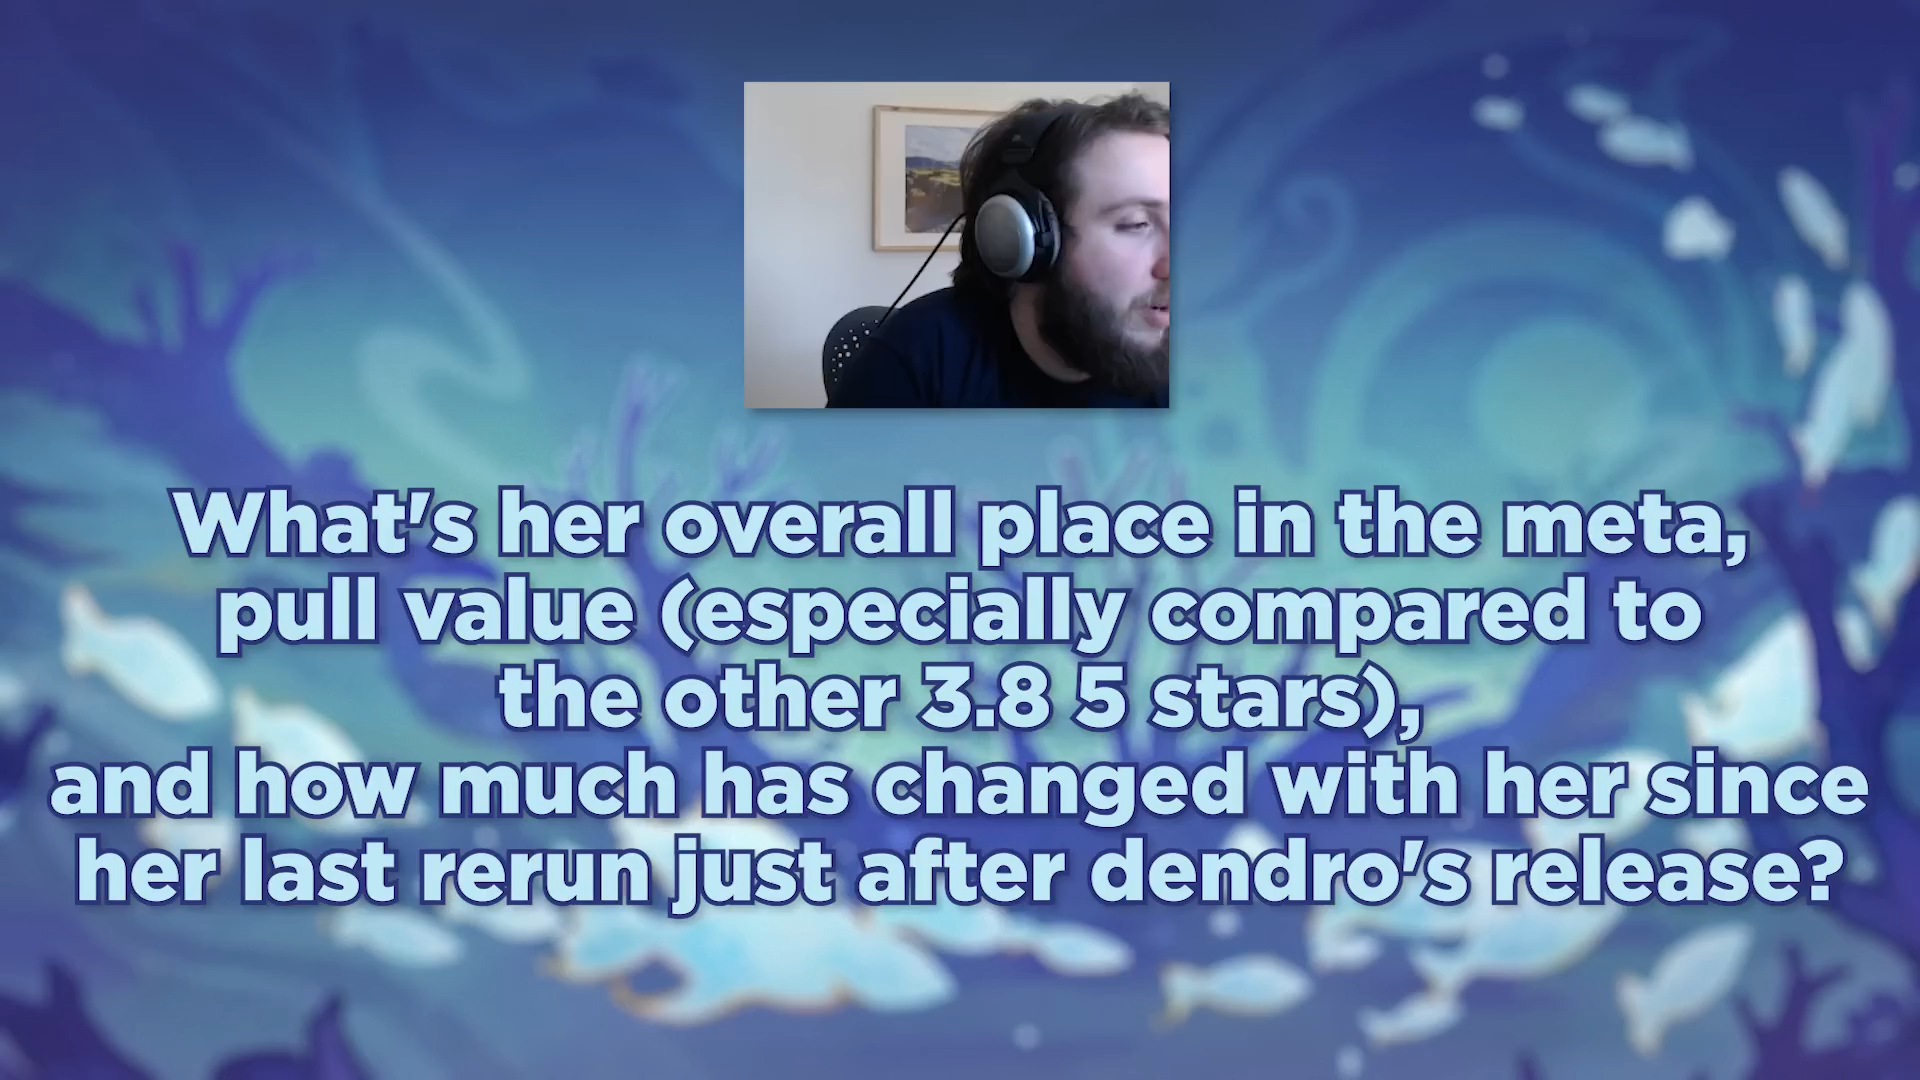 What's her overall place in the meta,
pull value (especially compared to
the other 3.8 5 stars),
and how much has changed with her since
her last rerun just after dendro's release?